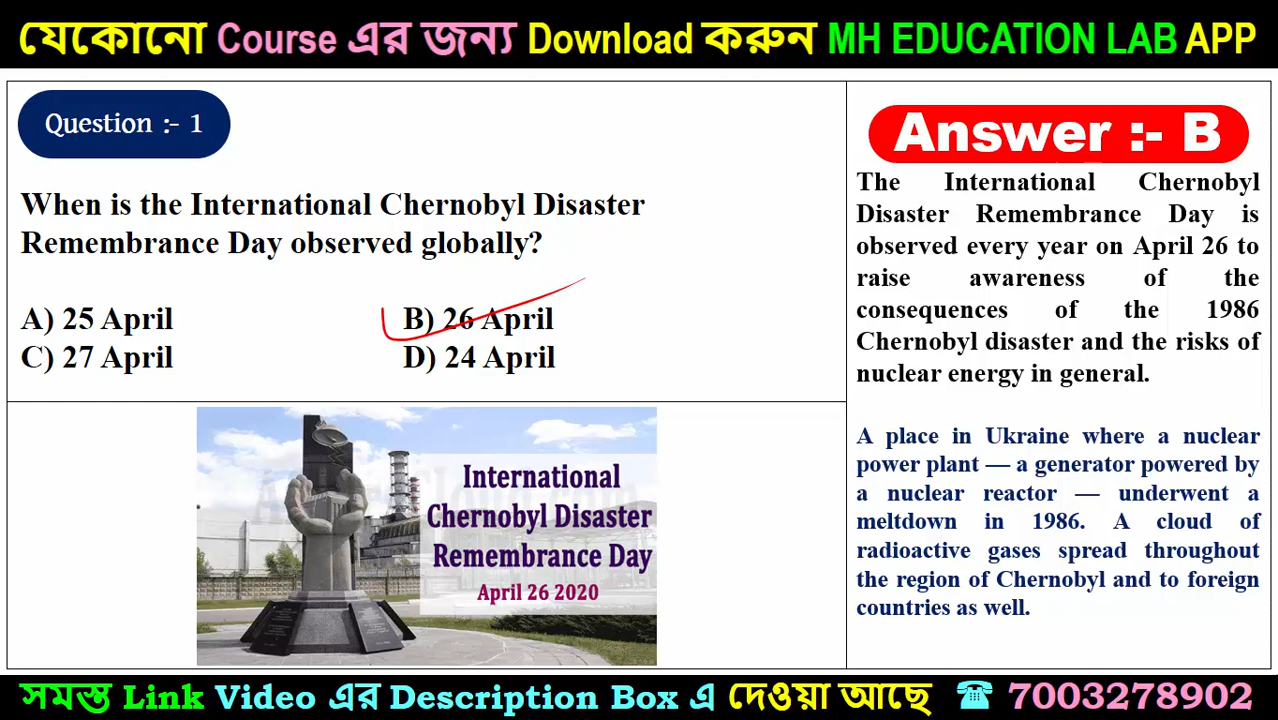 যেকোনো Course এর জন্য Download করুন MH EDUCATION LAB APP
Question :- 1
When is the International Chernobyl Disaster
Remembrance Day observed globally?
A) 25 April
B) 26 April
C) 27 April
D) 24 April
International
Chernobyl Disaster
Remembrance Day
April 26 2020
Answer :- B
The International Chernobyl
Disaster Remembrance Day is
observed every year on April 26 to
raise awareness of the
consequences of the 1986
Chernobyl disaster and the risks of
nuclear energy in general.
A place in Ukraine where a nuclear
power plant — a generator powered by
a nuclear reactor — underwent a
meltdown in 1986. A cloud of
radioactive gases spread throughout
the region of Chernobyl and to foreign
countries as well.
সমস্ত Link Video এর Description Box এ দেওয়া আছে ☎ 7003278902